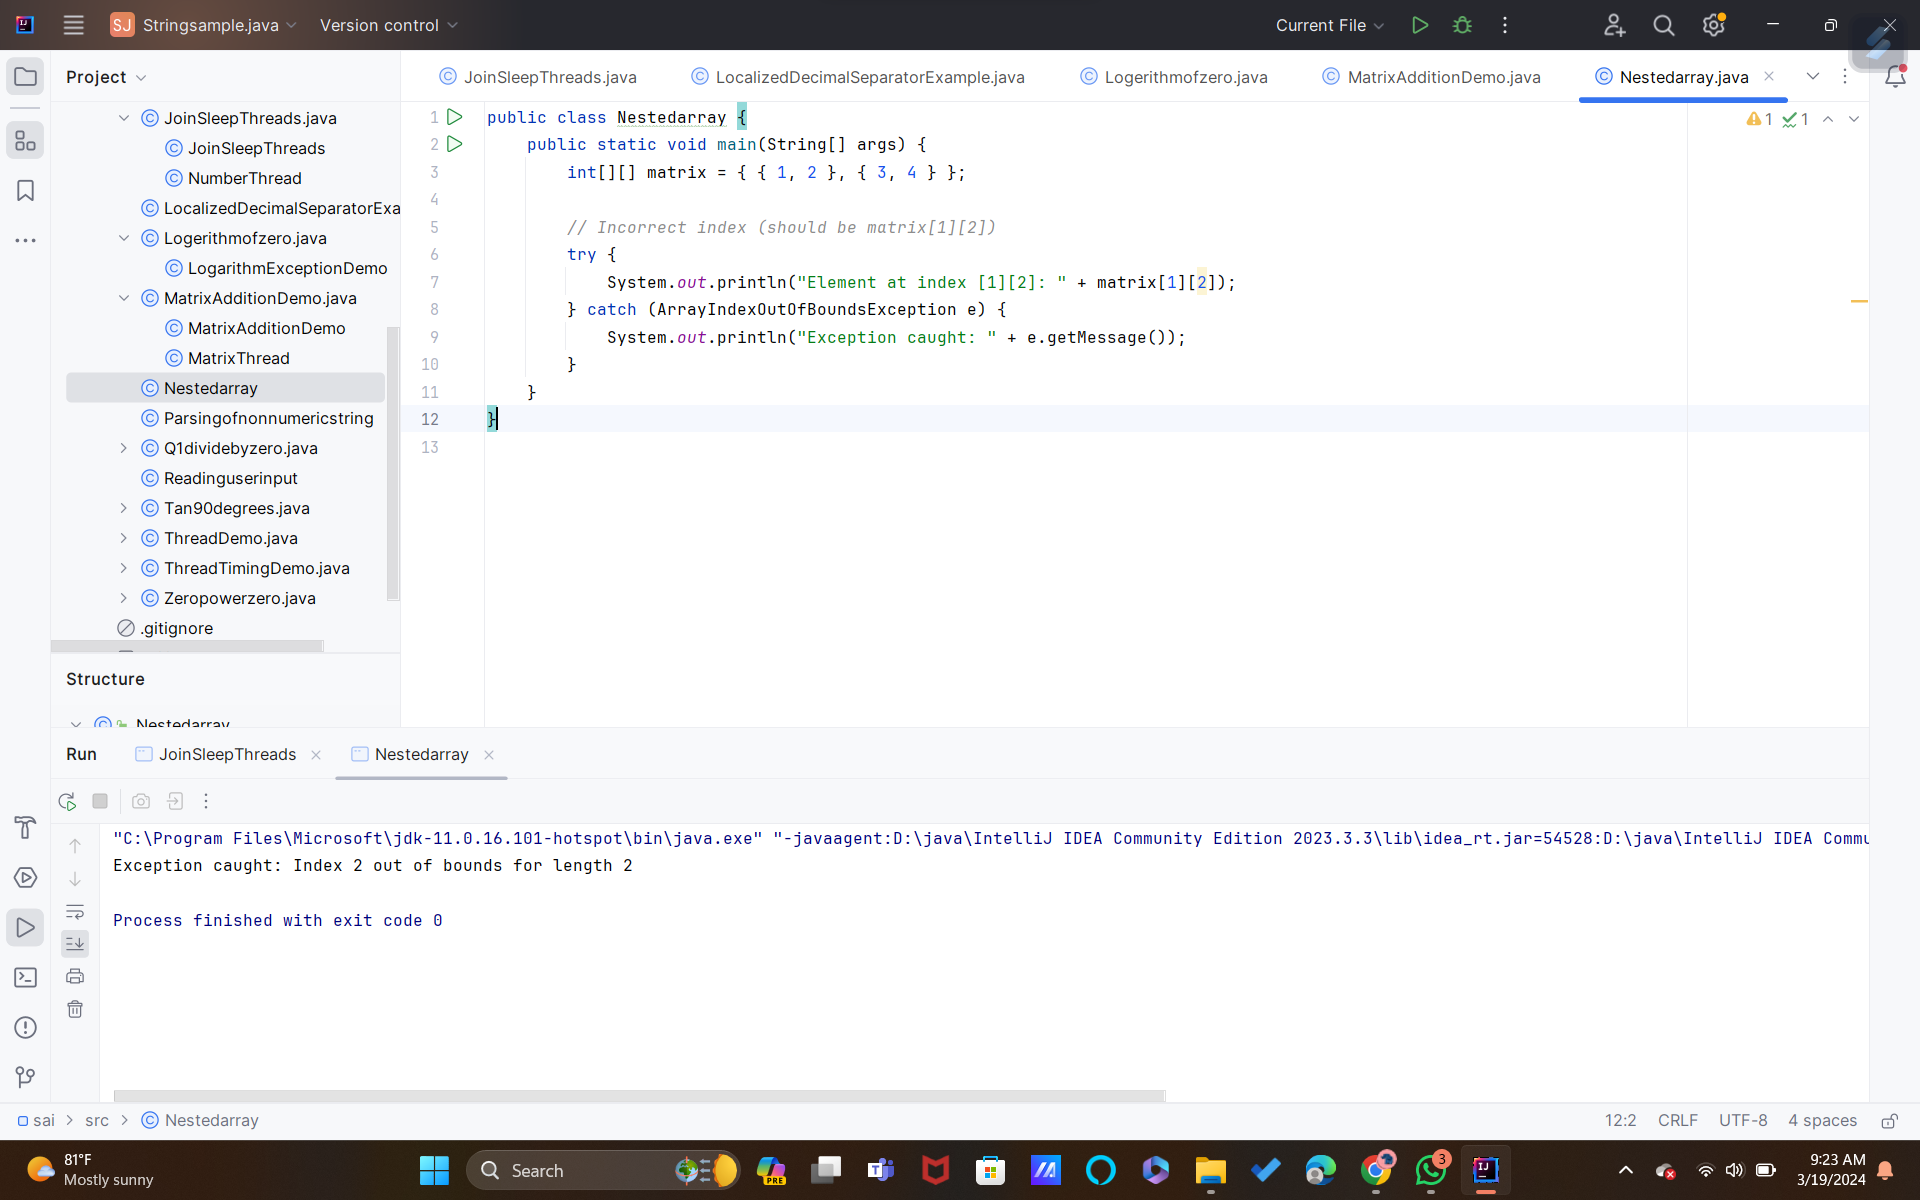 SJ Stringsample.java Version control Current File
Project
JoinSleepThreads.java LocalizedDecimalSeparatorExample.java Logerithmofzero.java MatrixAdditionDemo.java Nestedarray.java
JoinSleepThreads.java
JoinSleepThreads
NumberThread
LocalizedDecimalSeparatorExa
Logerithmofzero.java
LogarithmExceptionDemo
MatrixAdditionDemo.java
MatrixAdditionDemo
MatrixThread
Nestedarray
Parsingofnonnumericstring
Q1dividebyzero.java
Readinguserinput
Tan90degrees.java
ThreadDemo.java
ThreadTimingDemo.java
Zeropowerzero.java
.gitignore
Structure
Nestedarray
1 public class Nestedarray {
2 public static void main(String[] args) {
3 int[][] matrix = { { 1, 2 }, { 3, 4 } };
4
5 // Incorrect index (should be matrix[1][2])
6 try {
7 System.out.println("Element at index [1][2]: " + matrix[1][2]);
8 } catch (ArrayIndexOutOfBoundsException e) {
9 System.out.println("Exception caught: " + e.getMessage());
10 }
11 }
12 }
13
1 1
Run JoinSleepThreads Nestedarray
"C:\Program Files\Microsoft\jdk-11.0.16.101-hotspot\bin\java.exe" "-javaagent:D:\java\IntelliJ IDEA Community Edition 2023.3.3\lib\idea_rt.jar=54528:D:\java\IntelliJ IDEA Commu
Exception caught: Index 2 out of bounds for length 2
Process finished with exit code 0
sai src Nestedarray 12:2 CRLF UTF-8 4 spaces
81°F
Mostly sunny
Search
PRE
3
9:23 AM
3/19/2024